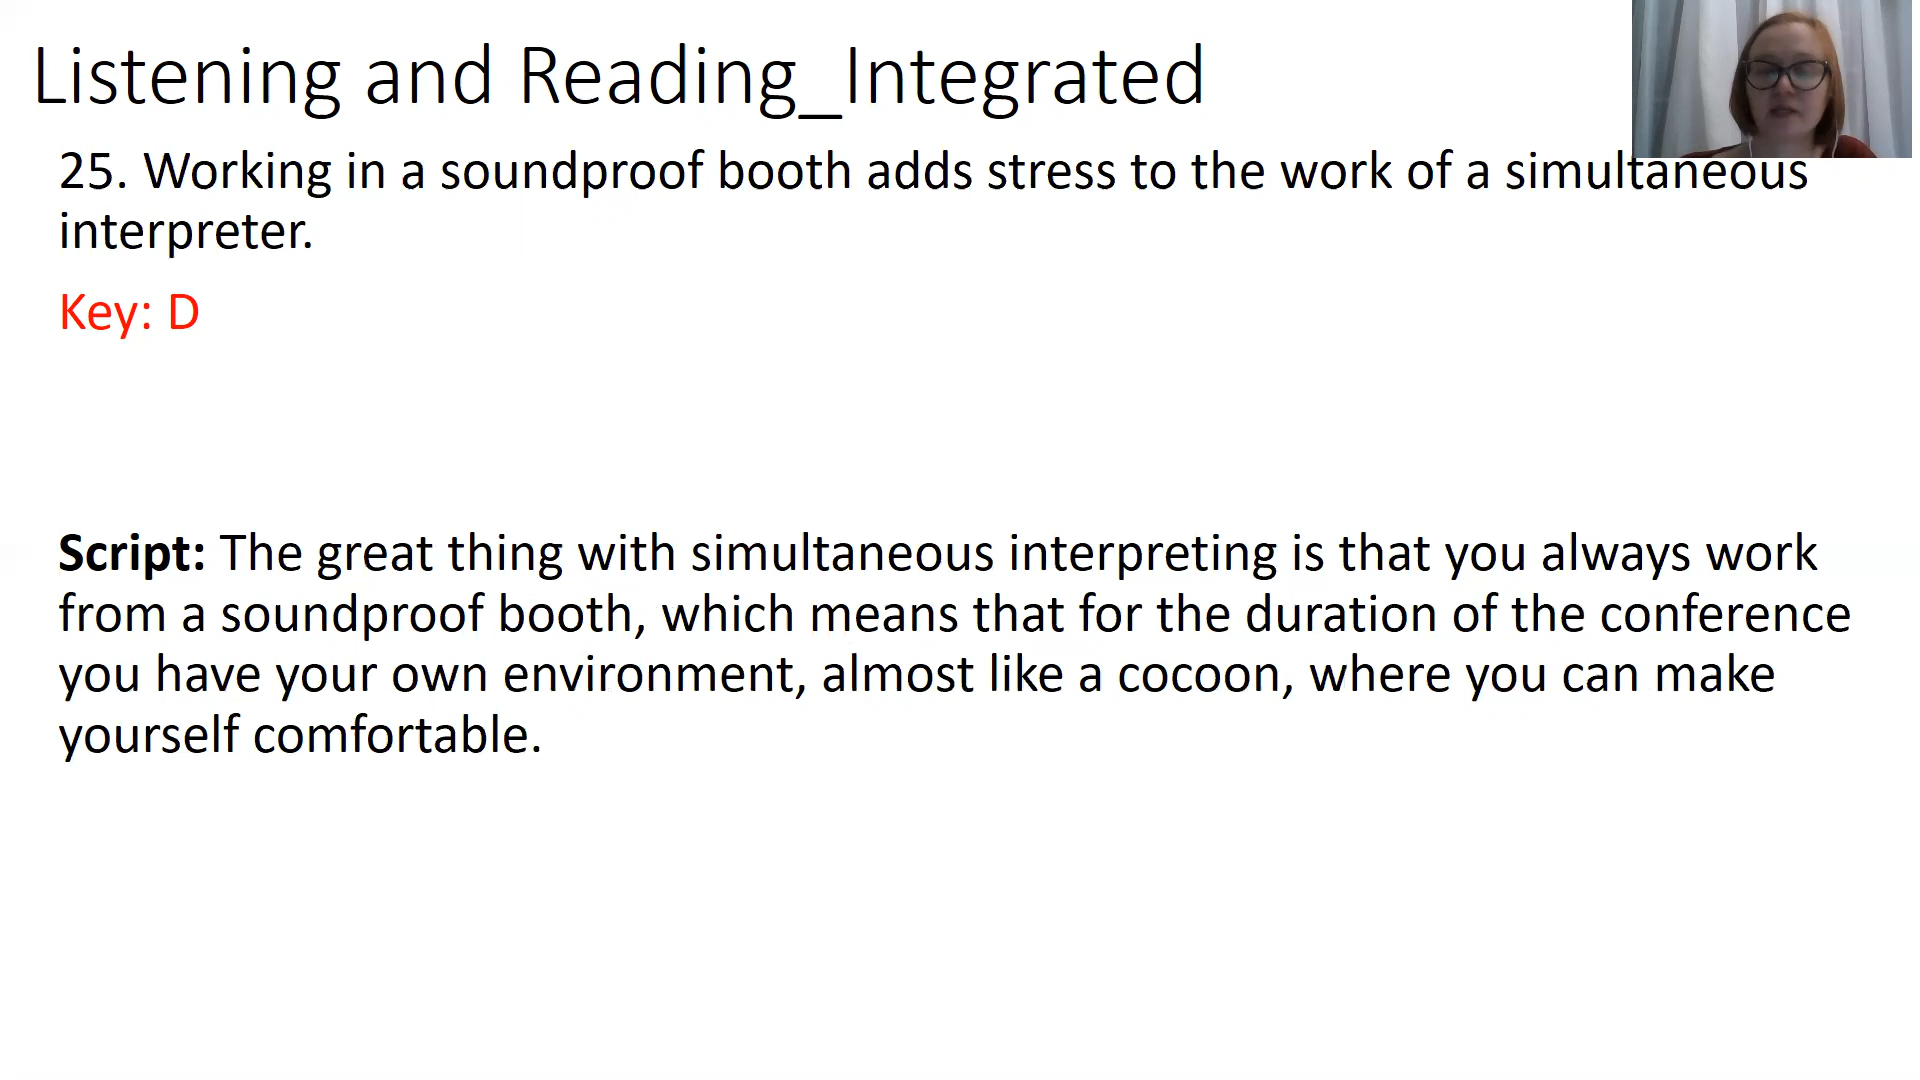 Listening and Reading_Integrated
25. Working in a soundproof booth adds stress to the work of a simultaneous
interpreter.
Key: D
Script: The great thing with simultaneous interpreting is that you always work
from a soundproof booth, which means that for the duration of the conference
you have your own environment, almost like a cocoon, where you can make
yourself comfortable.